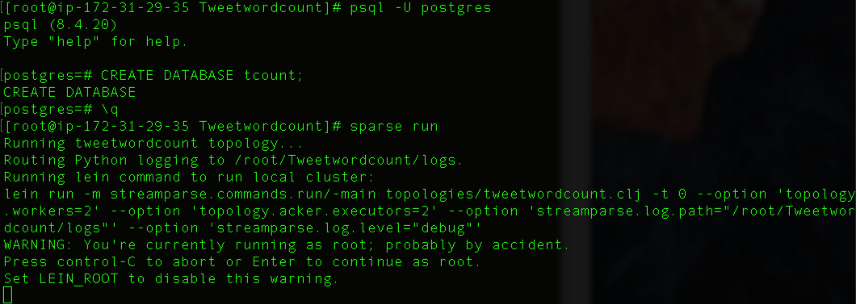 [[root@ip-172-31-29-35 Tweetwordcount]# psql -U postgres
psql (8.4.20)
Type "help" for help.
[postgres=# CREATE DATABASE tcount;
CREATE DATABASE
[postgres=# \q
[[root@ip-172-31-29-35 Tweetwordcount]# sparse run
Running tweetwordcount topology...
Routing Python logging to /root/Tweetwordcount/logs.
Running lein command to run local cluster:
lein run -m streamparse.commands.run/-main topologies/tweetwordcount.clj -t 0 --option 'topology
.workers=2' --option 'topology.acker.executors=2' --option 'streamparse.log.path="/root/Tweetwor
dcount/logs"' --option 'streamparse.log.level="debug"'
WARNING: You're currently running as root; probably by accident.
Press control-C to abort or Enter to continue as root.
Set LEIN_ROOT to disable this warning.